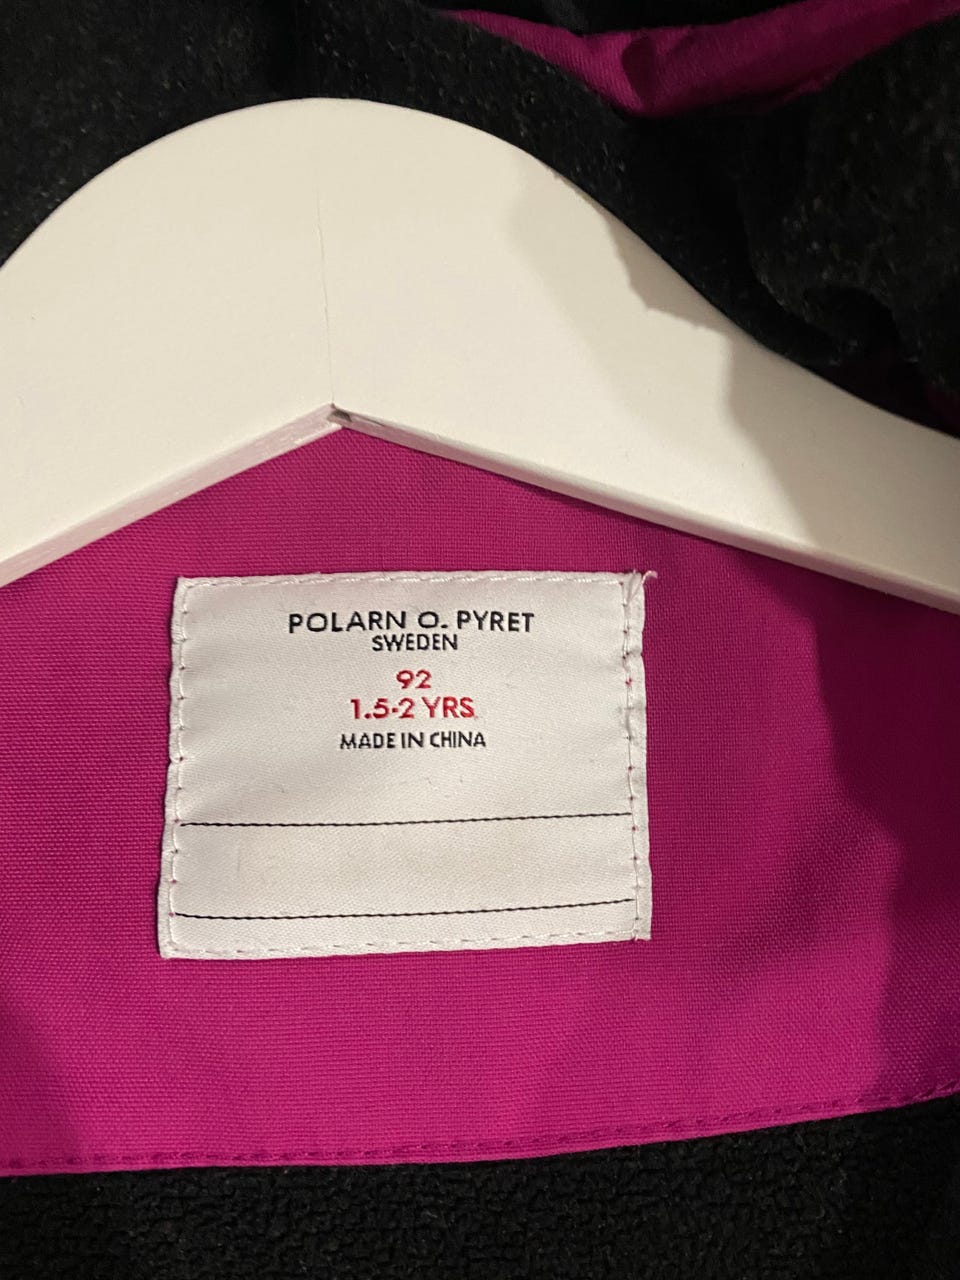 POLARN O. PYRET
SWEDEN
92
1.5-2 YRS
MADE IN CHINA